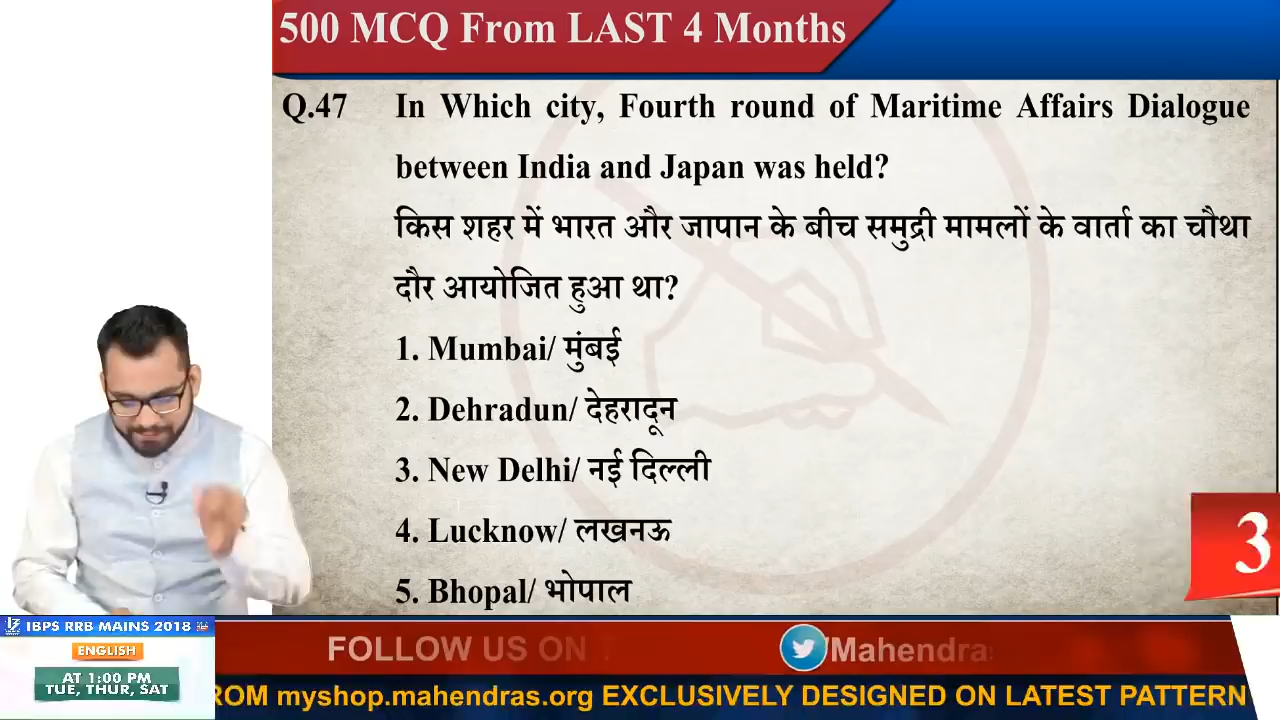 500 MCQ From LAST 4 Months
Q.47 In Which city, Fourth round of Maritime Affairs Dialogue
between India and Japan was held?
किस शहर में भारत और जापान के बीच समुद्री मामलों के वार्ता का चौथा
दौर आयोजित हुआ था?
1. Mumbai/ मुंबई
2. Dehradun/ देहरादून
3. New Delhi/ नई दिल्ली
4. Lucknow/ लखनऊ
5. Bhopal/ भोपाल
3
IBPS RRB MAINS 2018
ENGLISH
AT 1:00 PM
TUE, THUR, SAT
FOLLOW US ON
/Mahendra
ROM myshop.mahendras.org EXCLUSIVELY DESIGNED ON LATEST PATTERN